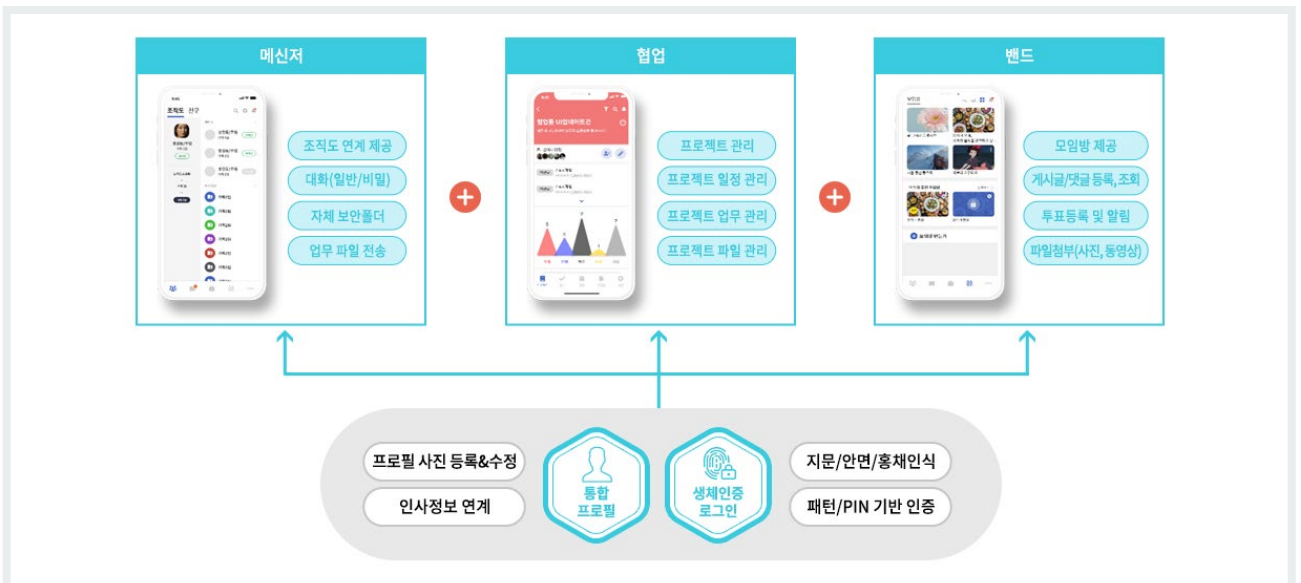 메신저
조직도 연계 제공
대화(일반/비밀)
자체 보안폴더
업무 파일 전송
협업
프로젝트 관리
프로젝트 일정 관리
프로젝트 업무 관리
프로젝트 파일 관리
밴드
모임방 제공
게시글/댓글 등록, 조회
투표등록 및 알림
파일첨부(사진, 동영상)
프로필 사진 등록&수정
인사정보 연계
통합
프로필
생체인증
로그인
지문/안면/홍채인식
패턴/PIN 기반 인증